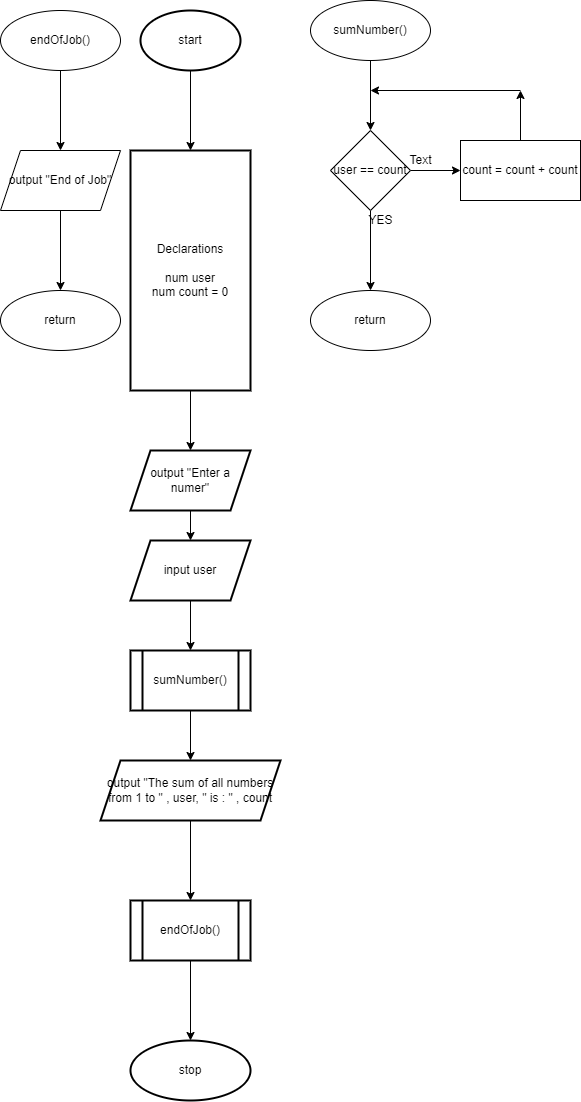 endOfJob()
output "End of Job"
return
start
Declarations
num user
num count = 0
output "Enter a
numer"
input user
sumNumber()
output "The sum of all numbers
from 1 to " , user, " is : " , count
endOfJob()
stop
sumNumber()
user == count
Text
count = count + count
YES
return